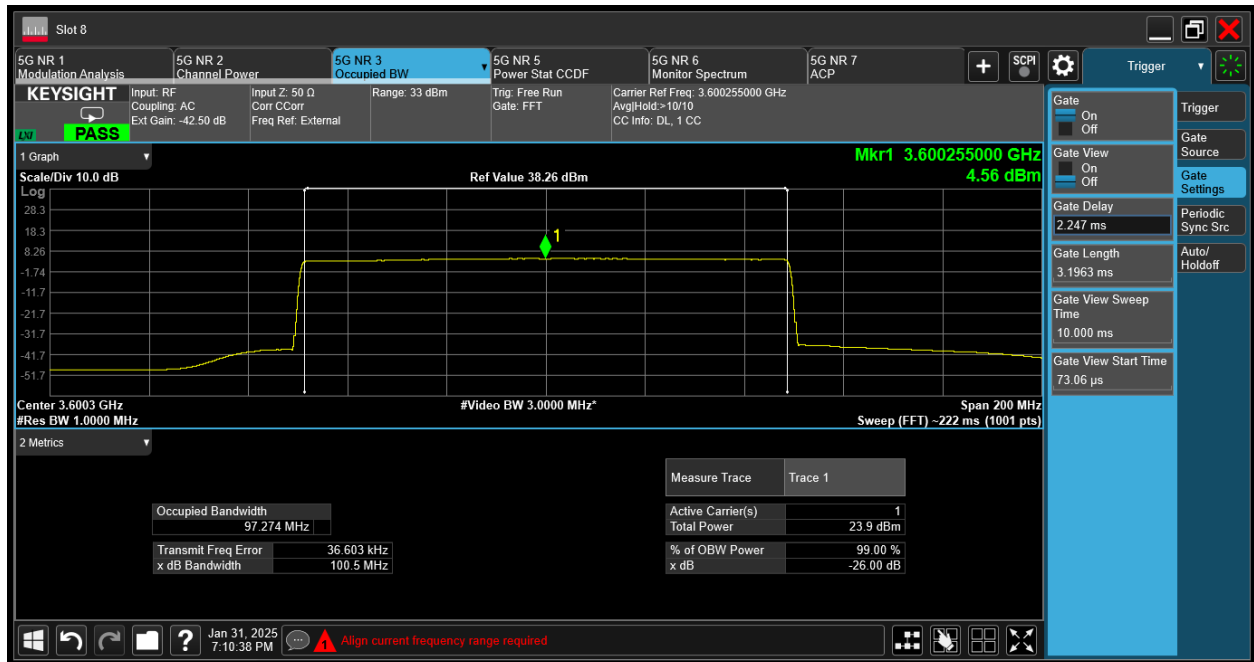 Slot 8
5G NR 1
Modulation Analysis
5G NR 2
Channel Power
5G NR 3
Occupied BW
5G NR 5
Power Stat CCDF
5G NR 6
Monitor Spectrum
5G NR 7
ACP
SCPI
Trigger
KEYSIGHT
LXI
PASS
Input: RF
Coupling: AC
Ext Gain: -42.50 dB
Input Z: 50 Ω
Corr CCorr
Freq Ref: External
Range: 33 dBm
Trig: Free Run
Gate: FFT
Carrier Ref Freq: 3.600255000 GHz
Avg|Hold:>10/10
CC Info: DL, 1 CC
1 Graph
Mkr1 3.600255000 GHz
4.56 dBm
Scale/Div 10.0 dB
Ref Value 38.26 dBm
Log
28.3
18.3
8.26
-1.74
-11.7
-21.7
-31.7
-41.7
-51.7
1
Center 3.6003 GHz
#Video BW 3.0000 MHz*
Span 200 MHz
#Res BW 1.0000 MHz
Sweep (FFT) ~222 ms (1001 pts)
2 Metrics
Measure Trace Trace 1
Occupied Bandwidth
97.274 MHz
Active Carrier(s) 1
Total Power 23.9 dBm
Transmit Freq Error 36.603 kHz
x dB Bandwidth 100.5 MHz
% of OBW Power 99.00 %
x dB -26.00 dB
Gate
On
Off
Gate View
On
Off
Gate Delay
2.247 ms
Gate Length
3.1963 ms
Gate View Sweep
Time
10.000 ms
Gate View Start Time
73.06 µs
Trigger
Gate
Source
Gate
Settings
Periodic
Sync Src
Auto/
Holdoff
?
Jan 31, 2025
7:10:38 PM
1
Align current frequency range required